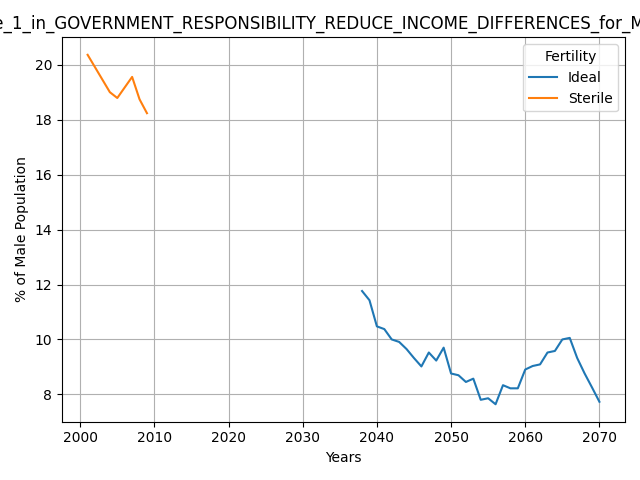 e_1_in_GOVERNMENT_RESPONSIBILITY_REDUCE_INCOME_DIFFERENCES_for_M
Fertility
Ideal
Sterile
% of Male Population
20
18
16
14
12
10
8
2000 2010 2020 2030 2040 2050 2060 2070
Years